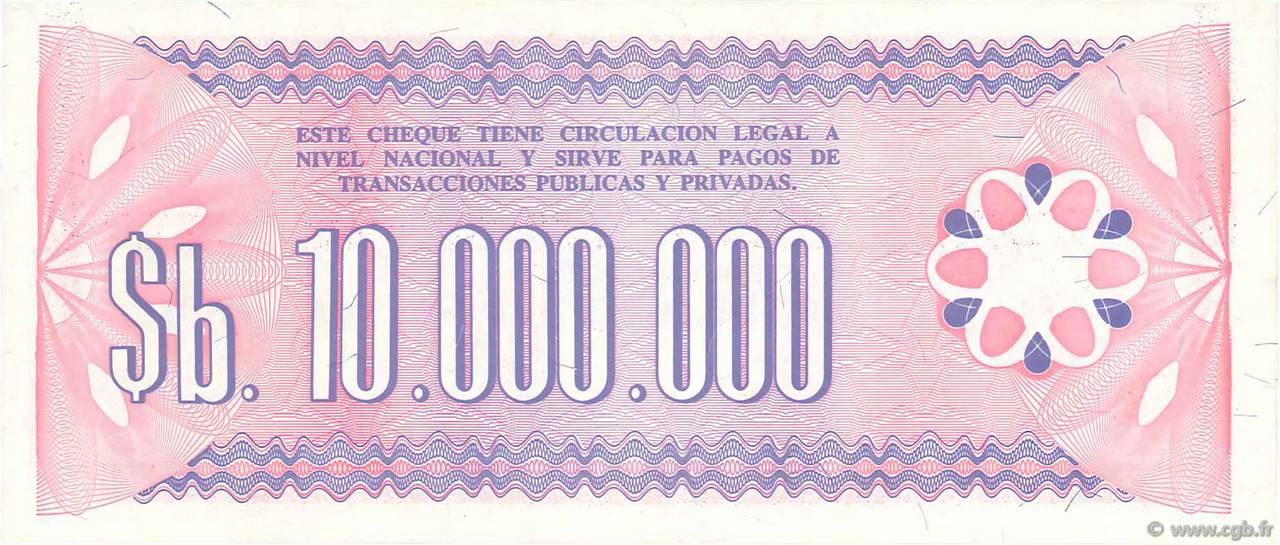 ESTE CHEQUE TIENE CIRCULACION LEGAL A
NIVEL NACIONAL Y SIRVE PARA PAGOS DE
TRANSACCIONES PUBLICAS Y PRIVADAS.
$b. 10.000.000
© www.cgb.fr